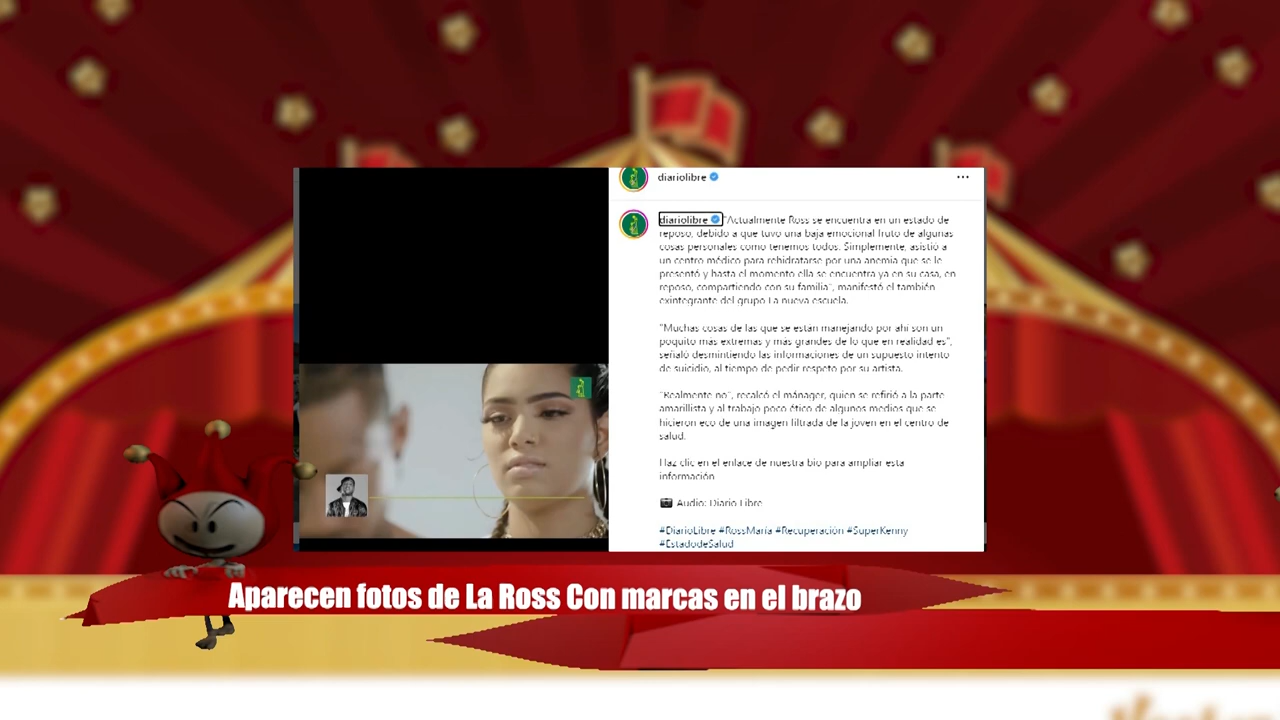 diariolibre
diariolibre "Actualmente Ross se encuentra en un estado de
reposo, debido a que tuvo una baja emocional fruto de algunas
cosas personales como tenemos todos. Simplemente, asistió a
un centro médico para rehidratarse por una anemia que se le
presentó y hasta el momento ella se encuentra ya en su casa, en
reposo, compartiendo con su familia", manifestó el también
exintegrante del grupo La nueva escuela.
"Muchas cosas de las que se están manejando por ahí son un
poquito más extremas y más grandes de lo que en realidad es",
señaló desmintiendo las informaciones de un supuesto intento
de suicidio, al tiempo de pedir respeto por su artista.
"Realmente no", recalcó el mánager, quien se refirió a la parte
amarillista y al trabajo poco ético de algunos medios que se
hicieron eco de una imagen filtrada de la joven en el centro de
salud.
Haz clic en el enlace de nuestra bio para ampliar esta
información
Audio: Diario Libre
#DiarioLibre #RossMaría #Recuperación #SuperKenny
#EstadodeSalud
Aparecen fotos de La Ross Con marcas en el brazo